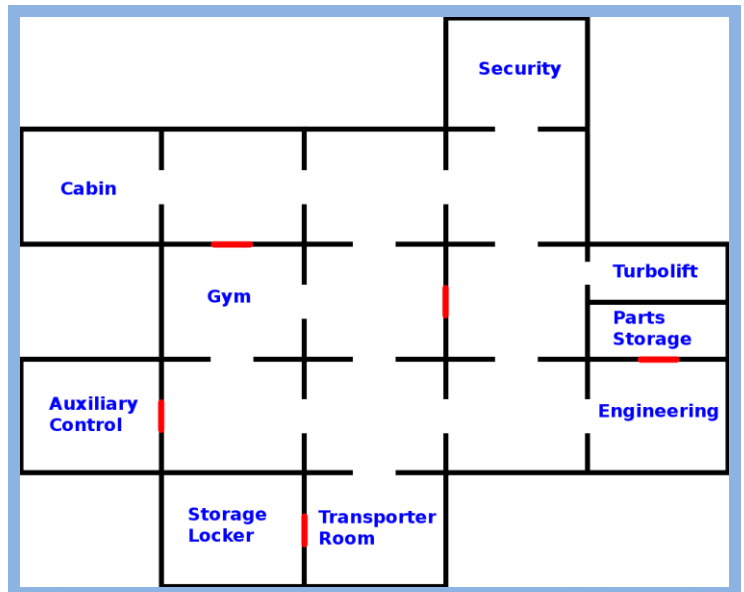 Security
Cabin
Turbolift
Gym
Parts
Storage
Auxiliary
Control
Engineering
Storage
Locker
Transporter
Room